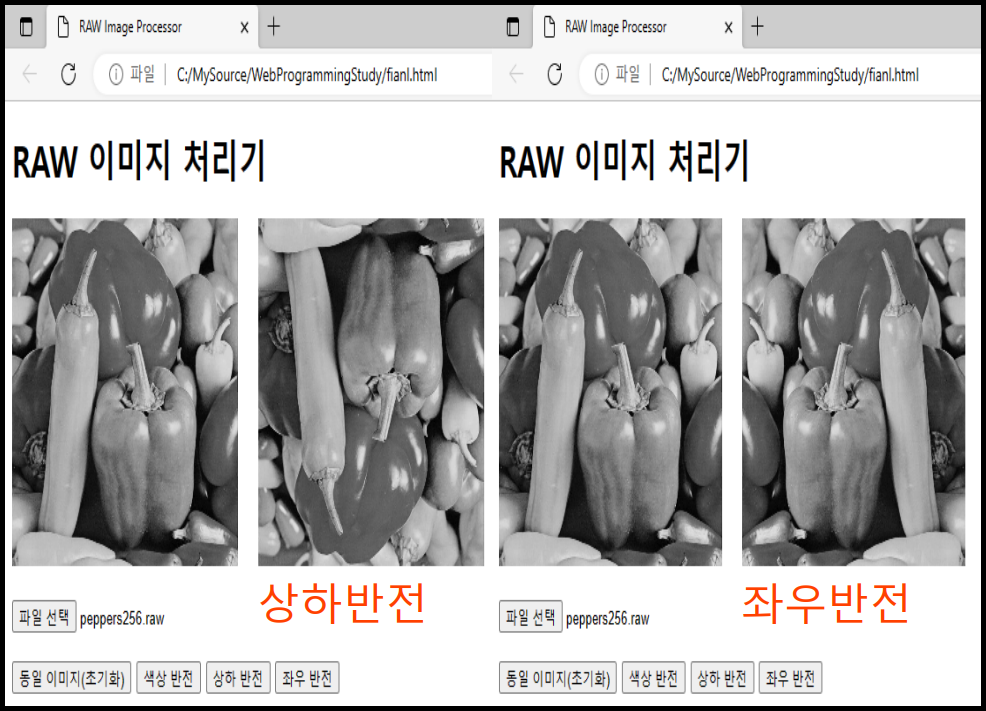 RAW Image Processor
파일 C:/MySource/WebProgrammingStudy/fianl.html
RAW 이미지 처리기
상하반전
파일 선택 peppers256.raw
동일 이미지(초기화) 색상 반전 상하 반전 좌우 반전
RAW Image Processor
파일 C:/MySource/WebProgrammingStudy/fianl.html
RAW 이미지 처리기
좌우반전
파일 선택 peppers256.raw
동일 이미지(초기화) 색상 반전 상하 반전 좌우 반전